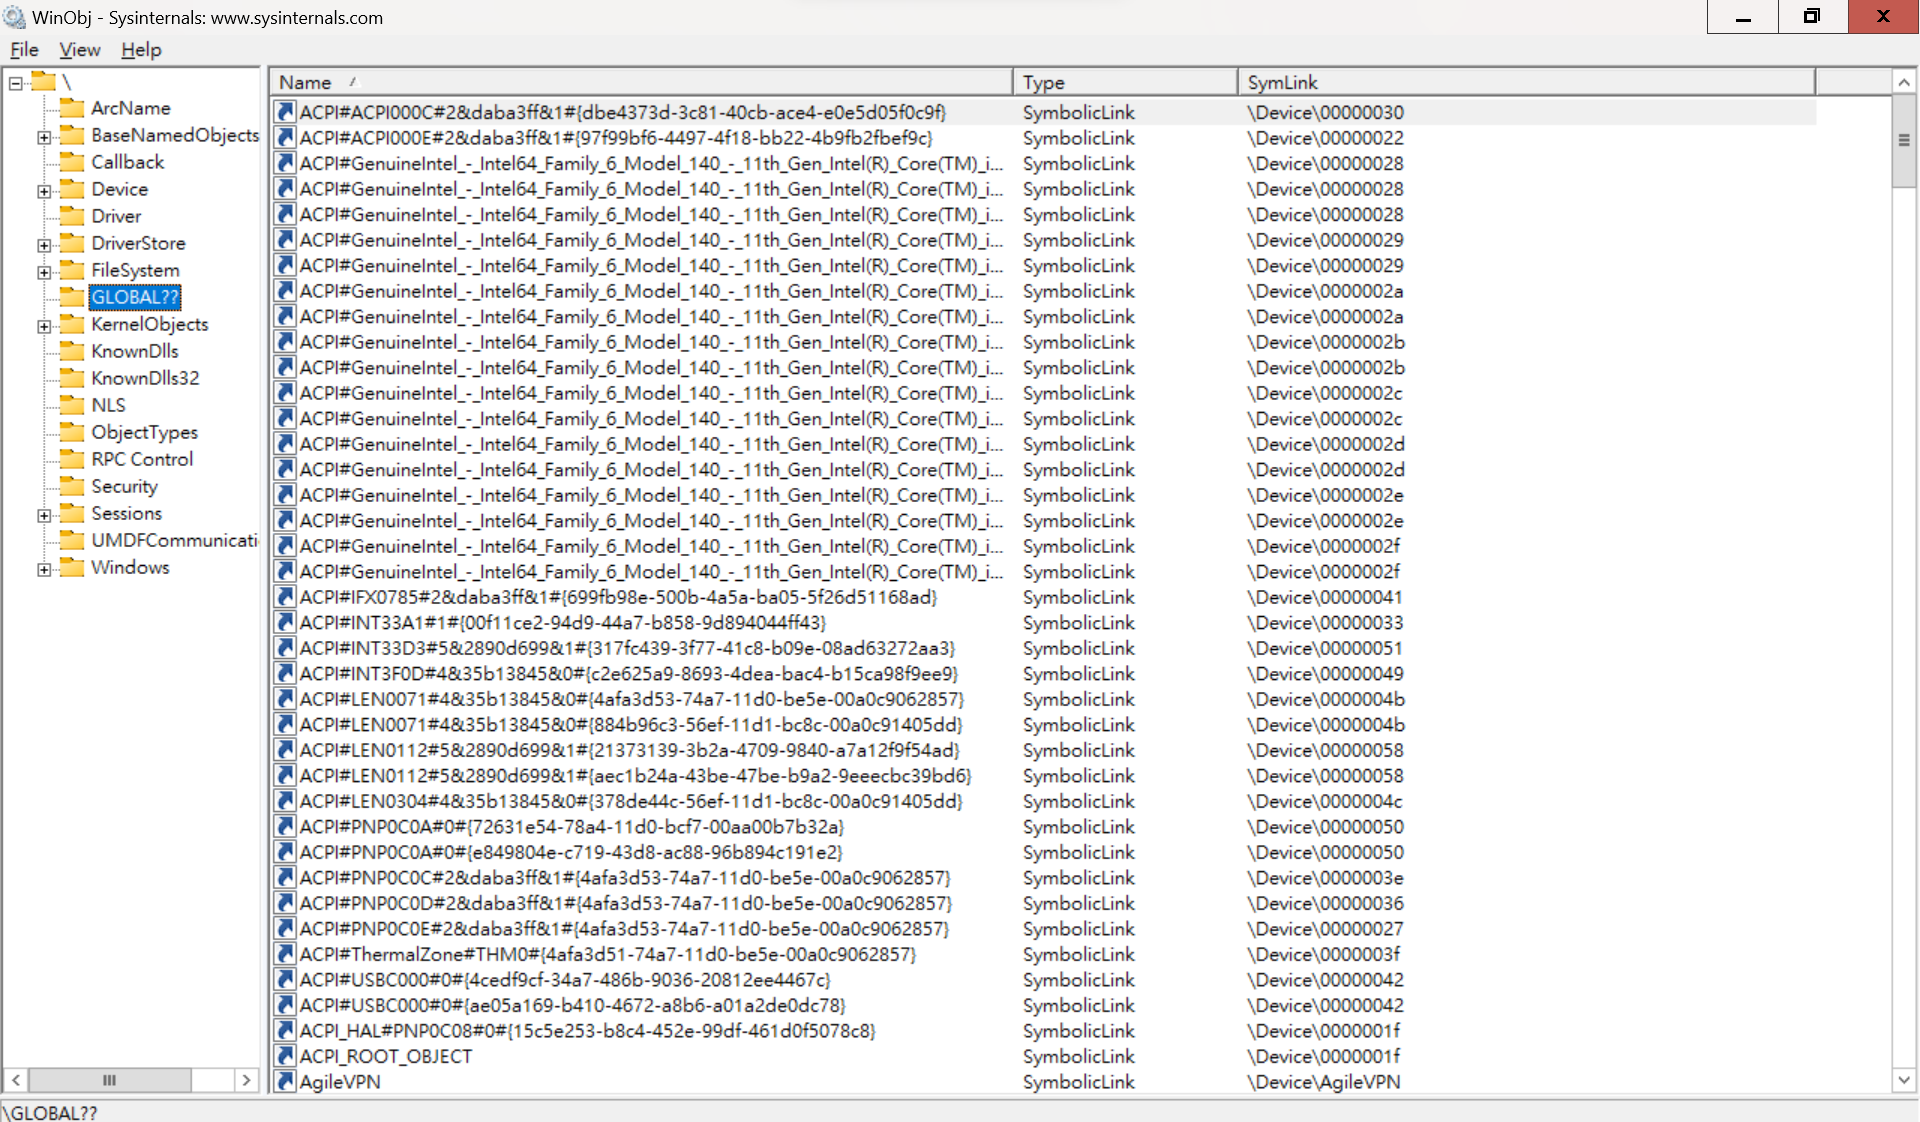 WinObj - Sysinternals: www.sysinternals.com
File View Help
\
ArcName
BaseNamedObjects
Callback
Device
Driver
DriverStore
FileSystem
GLOBAL??
KernelObjects
KnownDlls
KnownDlls32
NLS
ObjectTypes
RPC Control
Security
Sessions
UMDFCommunicati
Windows
Name Type SymLink
ACPI#ACPI000C#2&daba3ff&1#{dbe4373d-3c81-40cb-ace4-e0e5d05f0c9f} SymbolicLink \Device\00000030
ACPI#ACPI000E#2&daba3ff&1#{97f99bf6-4497-4f18-bb22-4b9fb2fbef9c} SymbolicLink \Device\00000022
ACPI#GenuineIntel_-_Intel64_Family_6_Model_140_-_11th_Gen_Intel(R)_Core(TM)_i... SymbolicLink \Device\00000028
ACPI#GenuineIntel_-_Intel64_Family_6_Model_140_-_11th_Gen_Intel(R)_Core(TM)_i... SymbolicLink \Device\00000028
ACPI#GenuineIntel_-_Intel64_Family_6_Model_140_-_11th_Gen_Intel(R)_Core(TM)_i... SymbolicLink \Device\00000028
ACPI#GenuineIntel_-_Intel64_Family_6_Model_140_-_11th_Gen_Intel(R)_Core(TM)_i... SymbolicLink \Device\00000029
ACPI#GenuineIntel_-_Intel64_Family_6_Model_140_-_11th_Gen_Intel(R)_Core(TM)_i... SymbolicLink \Device\00000029
ACPI#GenuineIntel_-_Intel64_Family_6_Model_140_-_11th_Gen_Intel(R)_Core(TM)_i... SymbolicLink \Device\0000002a
ACPI#GenuineIntel_-_Intel64_Family_6_Model_140_-_11th_Gen_Intel(R)_Core(TM)_i... SymbolicLink \Device\0000002a
ACPI#GenuineIntel_-_Intel64_Family_6_Model_140_-_11th_Gen_Intel(R)_Core(TM)_i... SymbolicLink \Device\0000002b
ACPI#GenuineIntel_-_Intel64_Family_6_Model_140_-_11th_Gen_Intel(R)_Core(TM)_i... SymbolicLink \Device\0000002b
ACPI#GenuineIntel_-_Intel64_Family_6_Model_140_-_11th_Gen_Intel(R)_Core(TM)_i... SymbolicLink \Device\0000002c
ACPI#GenuineIntel_-_Intel64_Family_6_Model_140_-_11th_Gen_Intel(R)_Core(TM)_i... SymbolicLink \Device\0000002c
ACPI#GenuineIntel_-_Intel64_Family_6_Model_140_-_11th_Gen_Intel(R)_Core(TM)_i... SymbolicLink \Device\0000002d
ACPI#GenuineIntel_-_Intel64_Family_6_Model_140_-_11th_Gen_Intel(R)_Core(TM)_i... SymbolicLink \Device\0000002d
ACPI#GenuineIntel_-_Intel64_Family_6_Model_140_-_11th_Gen_Intel(R)_Core(TM)_i... SymbolicLink \Device\0000002e
ACPI#GenuineIntel_-_Intel64_Family_6_Model_140_-_11th_Gen_Intel(R)_Core(TM)_i... SymbolicLink \Device\0000002e
ACPI#GenuineIntel_-_Intel64_Family_6_Model_140_-_11th_Gen_Intel(R)_Core(TM)_i... SymbolicLink \Device\0000002f
ACPI#GenuineIntel_-_Intel64_Family_6_Model_140_-_11th_Gen_Intel(R)_Core(TM)_i... SymbolicLink \Device\0000002f
ACPI#IFX0785#2&daba3ff&1#{699fb98e-500b-4a5a-ba05-5f26d51168ad} SymbolicLink \Device\00000041
ACPI#INT33A1#1#{00f11ce2-94d9-44a7-b858-9d894044ff43} SymbolicLink \Device\00000033
ACPI#INT33D3#5&2890d699&1#{317fc439-3f77-41c8-b09e-08ad63272aa3} SymbolicLink \Device\00000051
ACPI#INT3F0D#4&35b13845&0#{c2e625a9-8693-4dea-bac4-b15ca98f9ee9} SymbolicLink \Device\00000049
ACPI#LEN0071#4&35b13845&0#{4afa3d53-74a7-11d0-be5e-00a0c9062857} SymbolicLink \Device\0000004b
ACPI#LEN0071#4&35b13845&0#{884b96c3-56ef-11d1-bc8c-00a0c91405dd} SymbolicLink \Device\0000004b
ACPI#LEN0112#5&2890d699&1#{21373139-3b2a-4709-9840-a7a12f9f54ad} SymbolicLink \Device\00000058
ACPI#LEN0112#5&2890d699&1#{aec1b24a-43be-47be-b9a2-9eeecbc39bd6} SymbolicLink \Device\00000058
ACPI#LEN0304#4&35b13845&0#{378de44c-56ef-11d1-bc8c-00a0c91405dd} SymbolicLink \Device\0000004c
ACPI#PNP0C0A#0#{72631e54-78a4-11d0-bcf7-00aa00b7b32a} SymbolicLink \Device\00000050
ACPI#PNP0C0A#0#{e849804e-c719-43d8-ac88-96b894c191e2} SymbolicLink \Device\00000050
ACPI#PNP0C0C#2&daba3ff&1#{4afa3d53-74a7-11d0-be5e-00a0c9062857} SymbolicLink \Device\0000003e
ACPI#PNP0C0D#2&daba3ff&1#{4afa3d53-74a7-11d0-be5e-00a0c9062857} SymbolicLink \Device\00000036
ACPI#PNP0C0E#2&daba3ff&1#{4afa3d53-74a7-11d0-be5e-00a0c9062857} SymbolicLink \Device\00000027
ACPI#ThermalZone#THM0#{4afa3d51-74a7-11d0-be5e-00a0c9062857} SymbolicLink \Device\0000003f
ACPI#USBC000#0#{4cedf9cf-34a7-486b-9036-20812ee4467c} SymbolicLink \Device\00000042
ACPI#USBC000#0#{ae05a169-b410-4672-a8b6-a01a2de0dc78} SymbolicLink \Device\00000042
ACPI_HAL#PNP0C08#0#{15c5e253-b8c4-452e-99df-461d0f5078c8} SymbolicLink \Device\0000001f
ACPI_ROOT_OBJECT SymbolicLink \Device\0000001f
AgileVPN SymbolicLink \Device\AgileVPN
\GLOBAL??